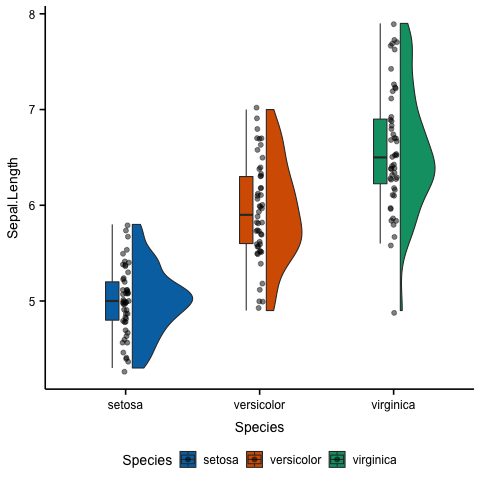 8
7
6
5
Sepal.Length
setosa
versicolor
virginica
Species
Species setosa versicolor virginica